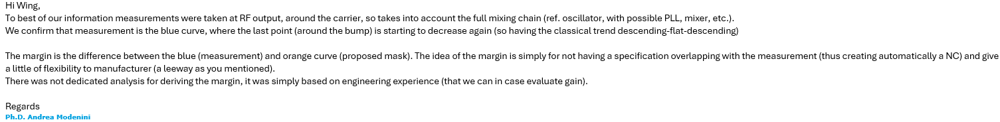 Hi Wing,
To best of our information measurements were taken at RF output, around the carrier, so takes into account the full mixing chain (ref. oscillator, with possible PLL, mixer, etc.).
We confirm that measurement is the blue curve, where the last point (around the bump) is starting to decrease again (so having the classical trend descending-flat-descending)
The margin is the difference between the blue (measurement) and orange curve (proposed mask). The idea of the margin is simply for not having a specification overlapping with the measurement (thus creating automatically a NC) and give
a little of flexibility to manufacturer (a leeway as you mentioned).
There was not dedicated analysis for deriving the margin, it was simply based on engineering experience (that we can in case evaluate gain).
Regards
Ph.D. Andrea Modenini